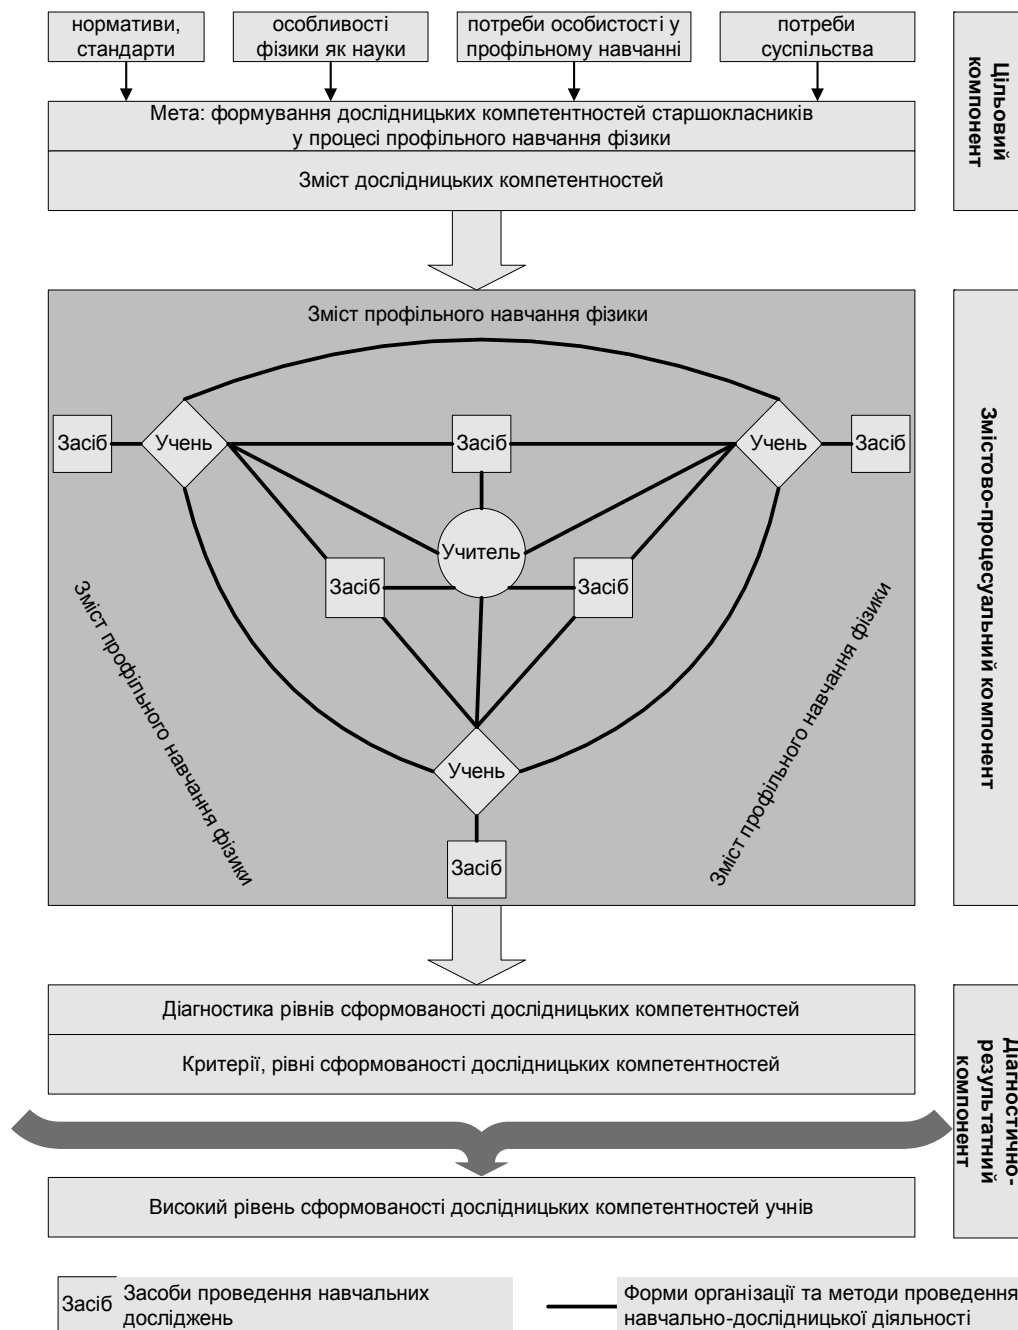 нормативи,
стандарти
особливості
фізики як науки
потреби особистості у
профільному навчанні
потреби
суспільства
Мета: формування дослідницьких компетентностей старшокласників
у процесі профільного навчання фізики
Зміст дослідницьких компетентностей
Цільовий
компонент
Зміст профільного навчання фізики
Засіб
Учень
Засіб
Учень
Засіб
Учитель
Засіб
Засіб
Зміст профільного навчання фізики
Зміст профільного навчання фізики
Учень
Засіб
Змістово-процесуальний компонент
Діагностика рівнів сформованості дослідницьких компетентностей
Критерії, рівні сформованості дослідницьких компетентностей
Діагностично-
результатний
компонент
Високий рівень сформованості дослідницьких компетентностей учнів
Засіб
Засоби проведення навчальних
досліджень
Форми організації та методи проведення
навчально-дослідницької діяльності